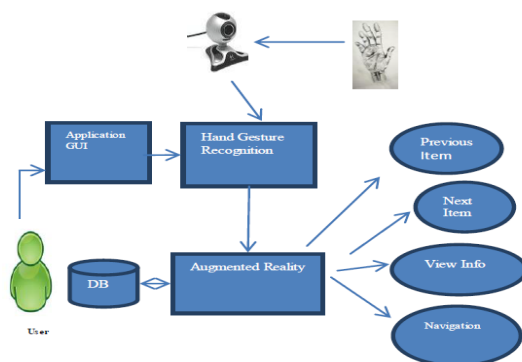 Application
GUI
Hand Gesture
Recognition
Previous
Item
Next
Item
DB
Augmented Reality
View Info
Navigation
User